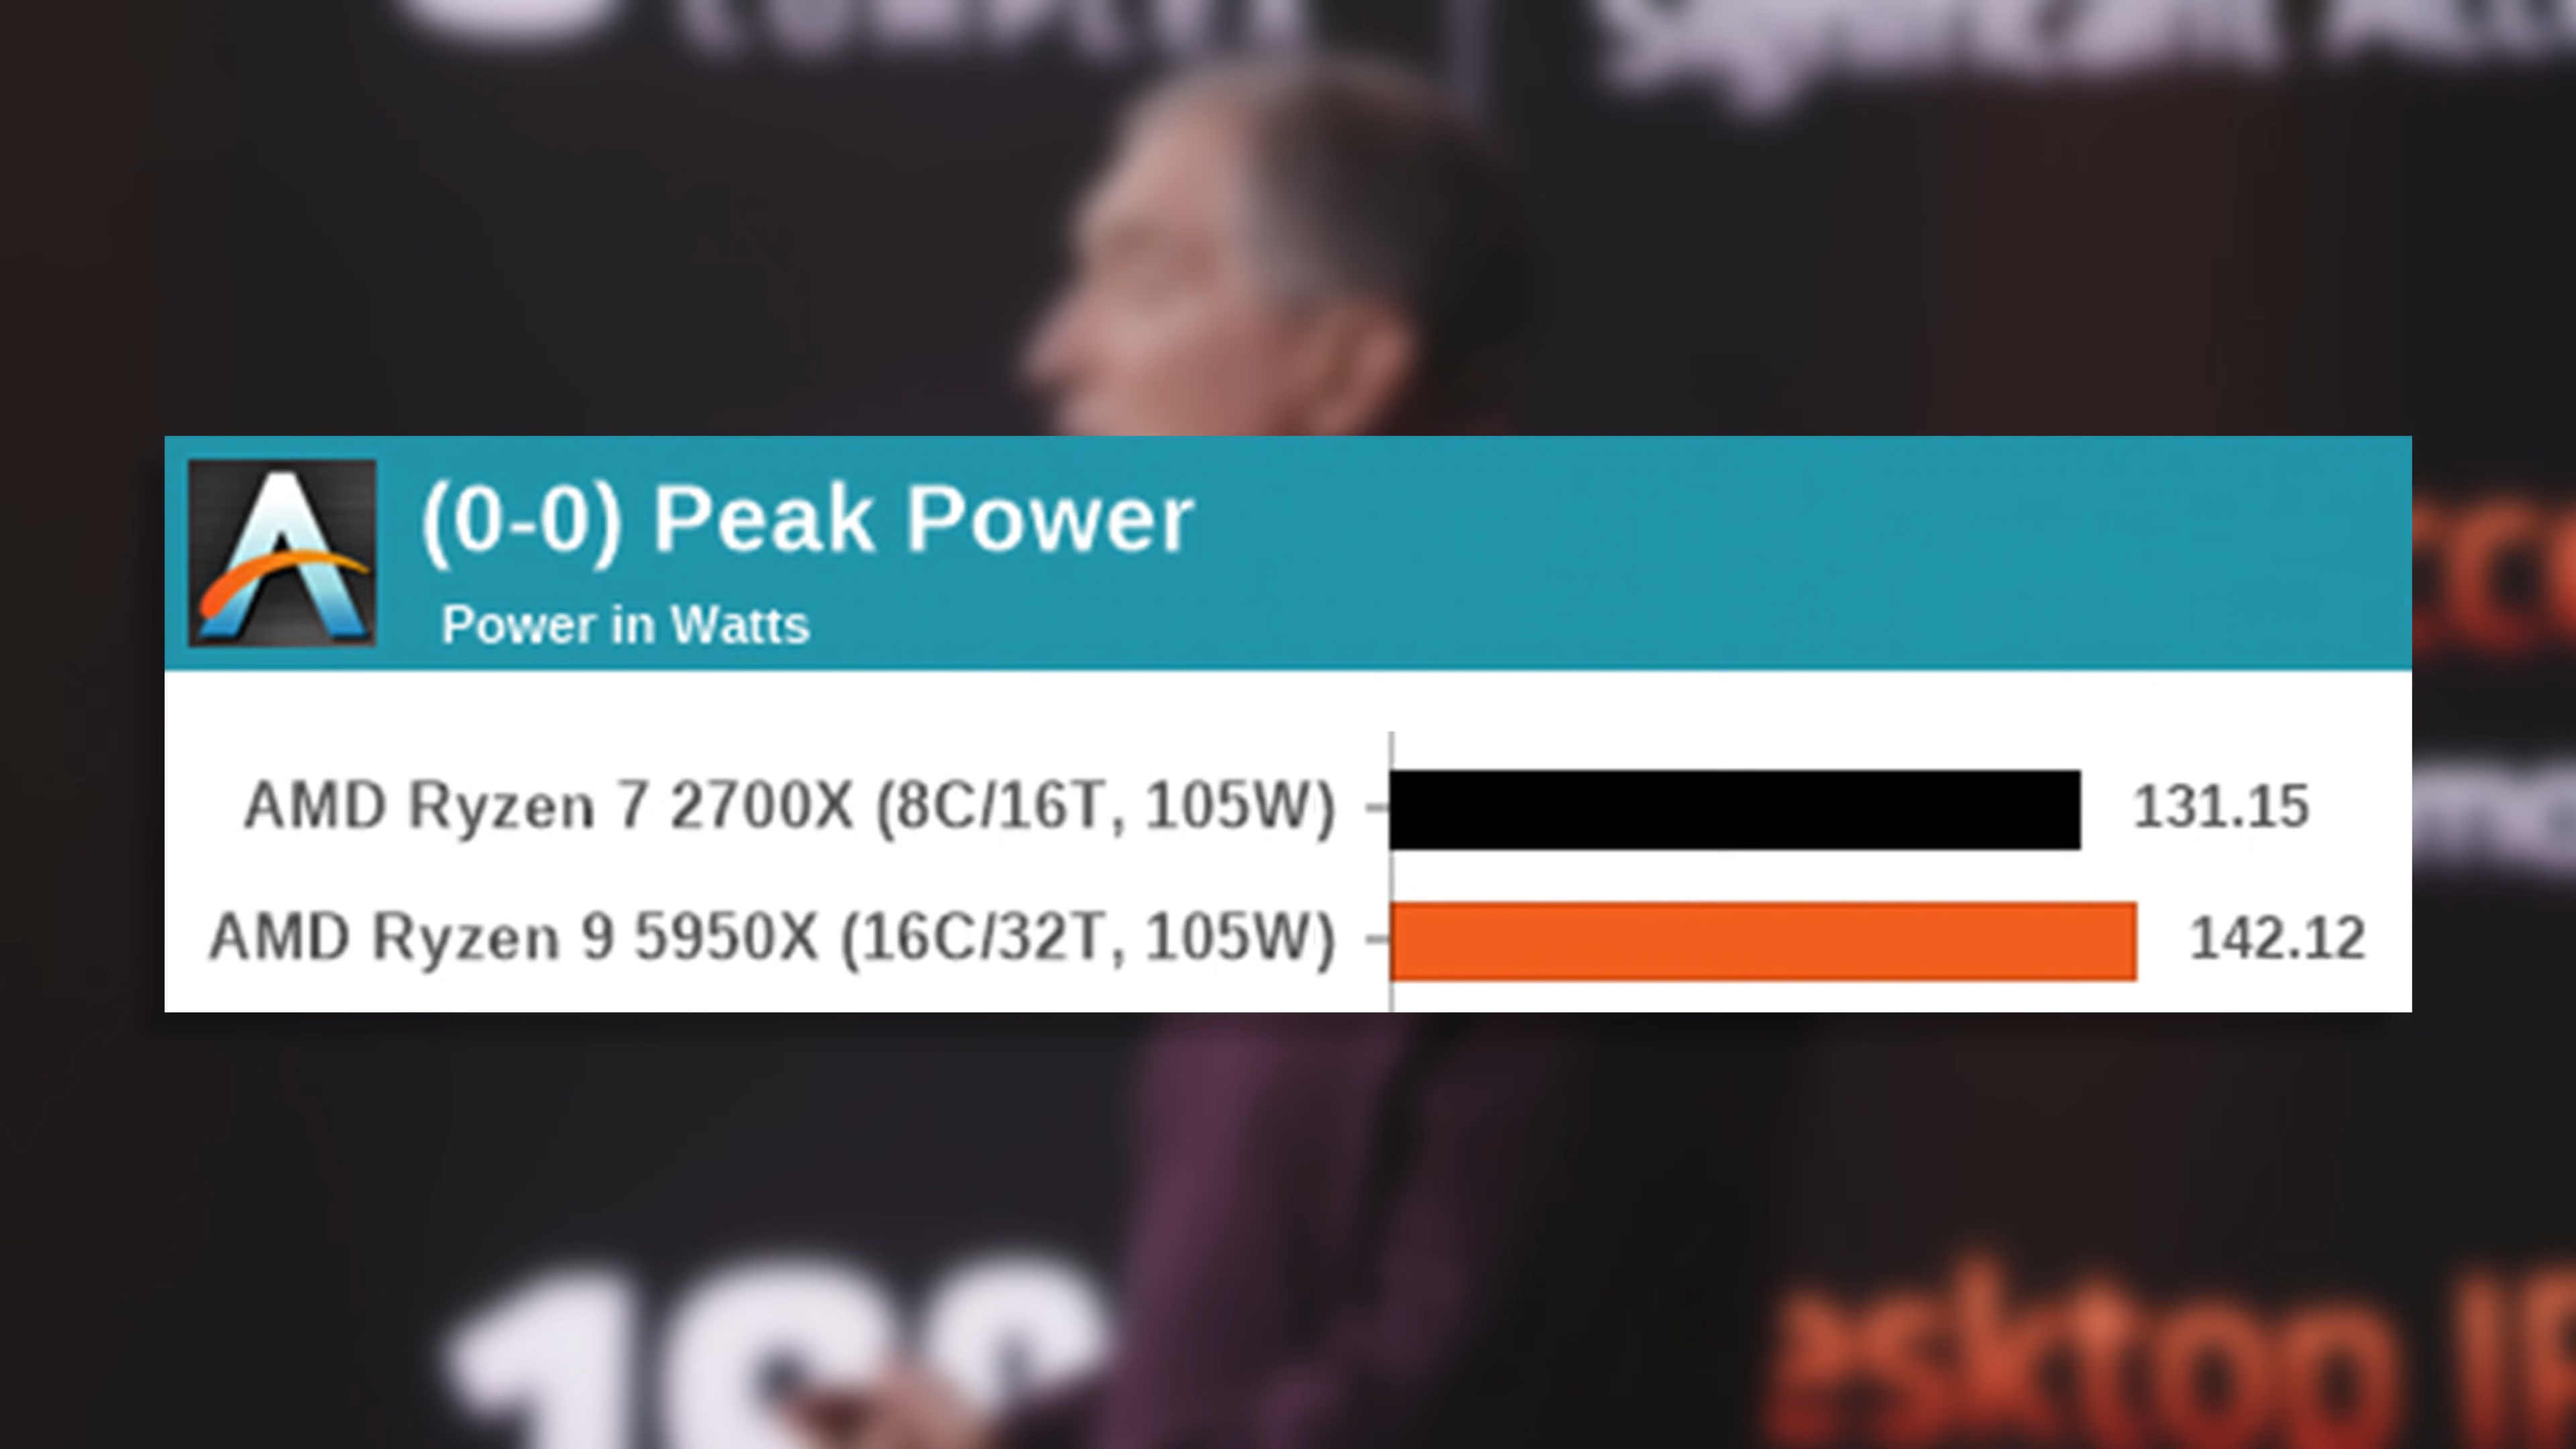 (0-0) Peak Power
Power in Watts
AMD Ryzen 7 2700X (8C/16T, 105W)
131.15
AMD Ryzen 9 5950X (16C/32T, 105W)
142.12
esktop